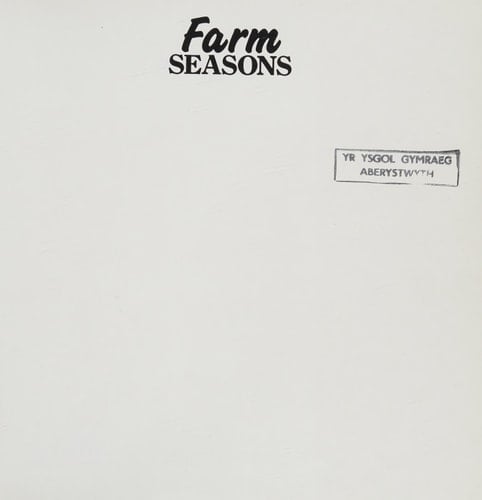 Farm
SEASONS
YR YSGOL GYMRAEG
ABERYSTWYTH